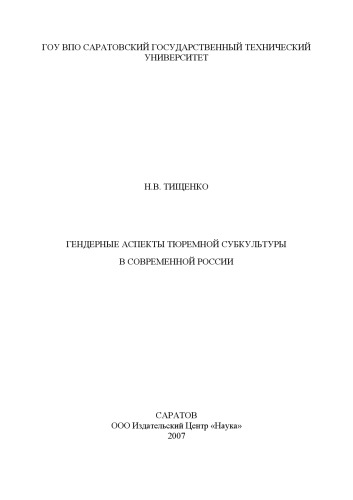 ГОУ ВПО САРАТОВСКИЙ ГОСУДАРСТВЕННЫЙ ТЕХНИЧЕСКИЙ
УНИВЕРСИТЕТ
Н.В. ТИЩЕНКО
ГЕНДЕРНЫЕ АСПЕКТЫ ТЮРЕМНОЙ СУБКУЛЬТУРЫ
В СОВРЕМЕННОЙ РОССИИ
САРАТОВ
ООО Издательский Центр «Наука»
2007